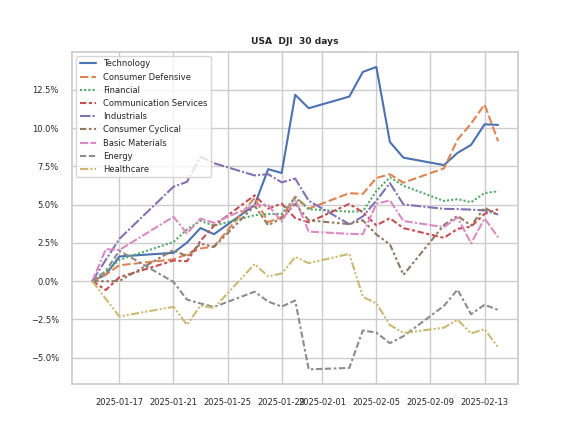 USA DJI 30 days
Technology
Consumer Defensive
Financial
Communication Services
Industrials
Consumer Cyclical
Basic Materials
Energy
Healthcare
12.5%
10.0%
7.5%
5.0%
2.5%
0.0%
−2.5%
−5.0%
2025-01-17 2025-01-21 2025-01-25 2025-01-29 2025-02-01 2025-02-05 2025-02-09 2025-02-13